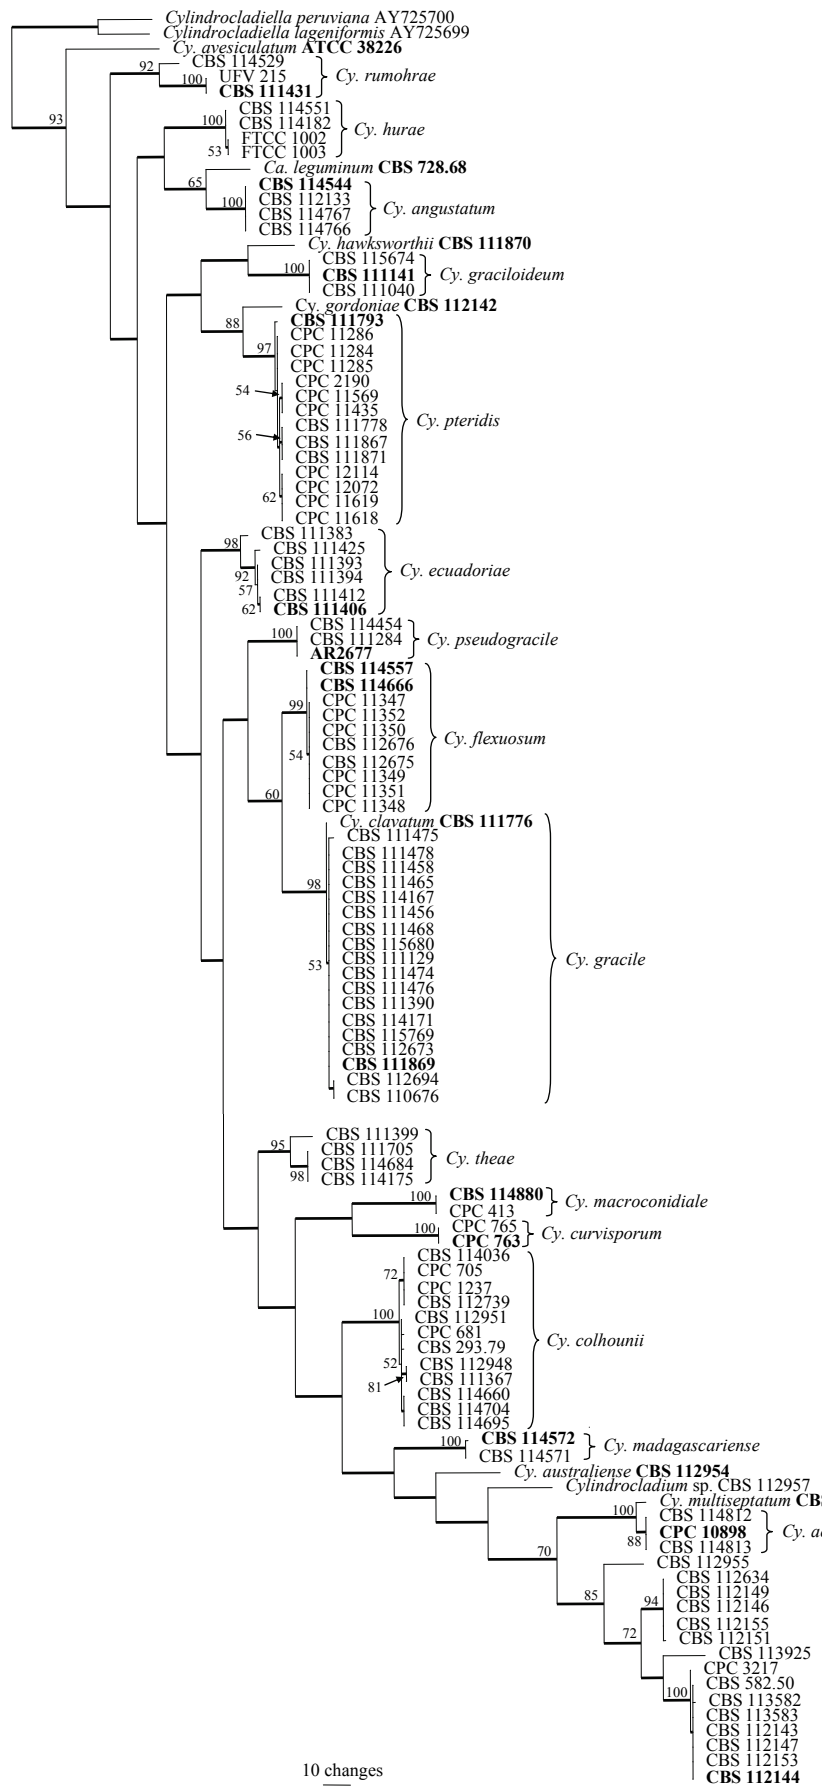 Cylindrocladiella peruviana AY725700
Cylindrocladiella lageniformis AY725699
Cy. avesiculatum ATCC 38226
CBS 114529
92
Cy. rumohrae
UFV 215
100
CBS 111431
CBS 114551
93
100
CBS 114182
Cy. hurae
FTCC 1002
53
FTCC 1003
Ca. leguminum CBS 728.68
65
CBS 114544
CBS 112133
100
Cy. angustatum
CBS 114767
CBS 114766
Cy. hawksworthii CBS 111870
CBS 115674
100
CBS 111141
Cy. graciloideum
CBS 111040
Cy. gordoniae CBS 112142
88
CBS 111793
CPC 11286
97
CPC 11284
CPC 11285
CPC 2190
54
CPC 11569
CPC 11435
Cy. pteridis
CBS 111778
56
CBS 111867
CBS 111871
CPC 12114
CPC 12072
62
CPC 11619
CPC 11618
CBS 111383
98
CBS 111425
CBS 111393
Cy. ecuadoriae
92
CBS 111394
57
CBS 111412
62
CBS 111406
CBS 114454
100
CBS 111284
Cy. pseudogracile
AR2677
CBS 114557
CBS 114666
99
CPC 11347
CPC 11352
CPC 11350
Cy. flexuosum
CBS 112676
54
CBS 112675
CPC 11349
CPC 11351
60
CPC 11348
Cy. clavatum CBS 111776
CBS 111475
CBS 111478
CBS 111458
98
CBS 111465
CBS 114167
CBS 111456
CBS 111468
CBS 115680
CBS 111129
Cy. gracile
53
CBS 111474
CBS 111476
CBS 111390
CBS 114171
CBS 115769
CBS 112673
CBS 111869
CBS 112694
CBS 110676
CBS 111399
95
CBS 111705
Cy. theae
CBS 114684
98
CBS 114175
100
CBS 114880
Cy. macroconidiale
CPC 413
100
CPC 765
Cy. curvisporum
CPC 763
CBS 114036
72
CPC 705
CPC 1237
CBS 112739
100
CBS 112951
CPC 681
Cy. colhounii
CBS 293.79
52
CBS 112948
81
CBS 111367
CBS 114660
CBS 114704
CBS 114695
100
CBS 114572
Cy. madagascariense
CBS 114571
Cy. australiense CBS 112954
Cylindrocladium sp. CBS 112957
Cy. multiseptatum
100
CBS 114812
CPC 10898
Cy.
88
CBS 114813
70
CBS 112955
CBS 112634
CBS 112149
85
94
CBS 112146
CBS 112155
72
CBS 112151
CBS 113925
CPC 3217
CBS 582.50
100
CBS 113582
CBS 113583
CBS 112143
CBS 112147
CBS 112153
10 changes
CBS 112144